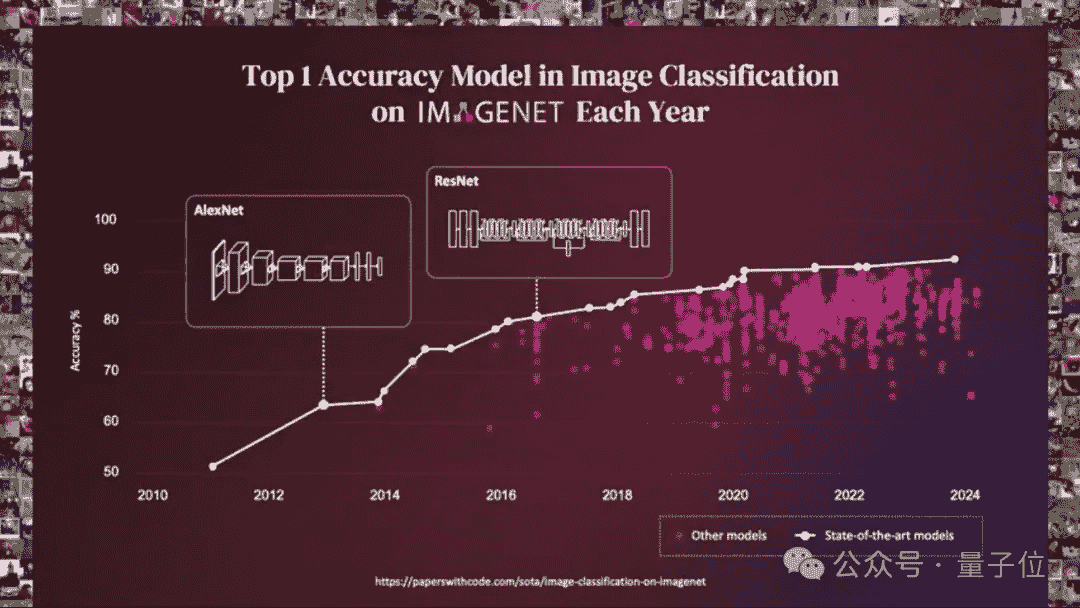 Top 1 Accuracy Model in Image Classification
on IMAGENET Each Year
ResNet
AlexNet
100
90
80
70
60
50
Accuracy %
2010 2012 2014 2016 2018 2020 2022 2024
Other models State-of-the-art models
公众号 · 量子位
https://paperswithcode.com/sota/image-classification-on-imagenet